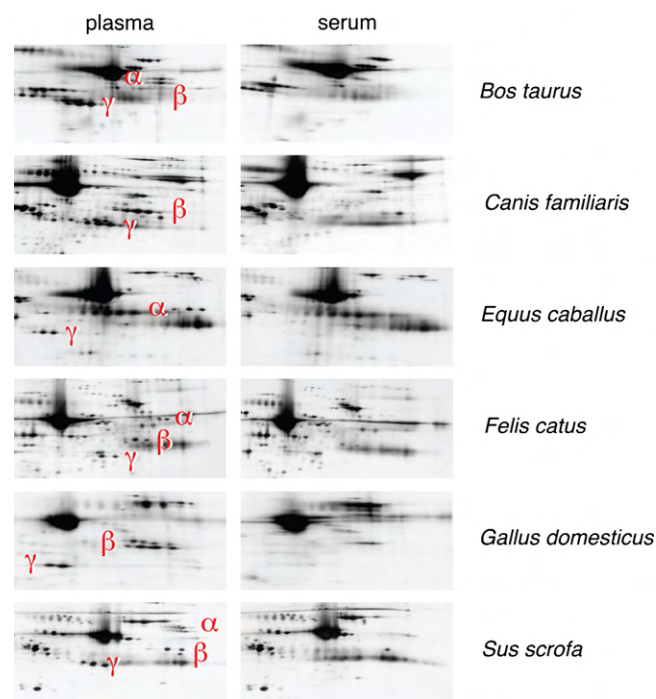 plasma serum
α
β
γ
Bos taurus
β
γ
Canis familiaris
α
γ
Equus caballus
α
β
γ
Felis catus
β
γ
Gallus domesticus
α
β
γ
Sus scrofa